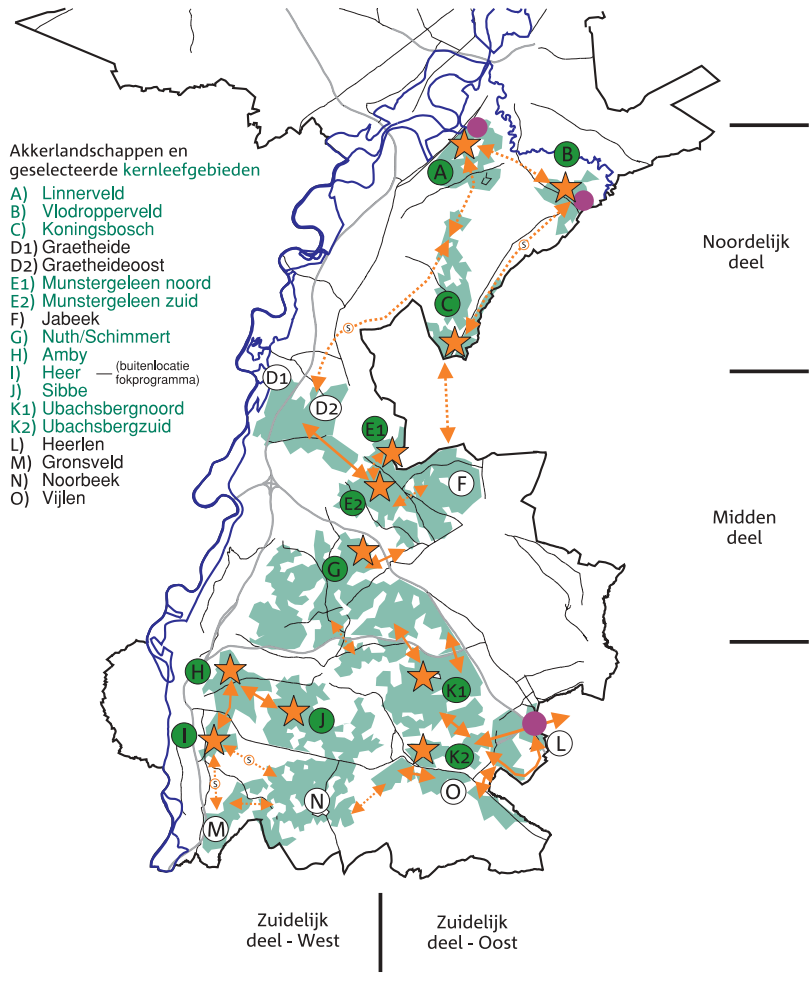 Akkerlandschappen en
geselecteerde kernleefgebieden
A) Linnerveld
B) Vlodropperveld
C) Koningsbosch
D1) Graetheide
D2) Graetheideoost
E1) Munstergeleen noord
E2) Munstergeleen zuid
F) Jabeek
G) Nuth/Schimmert
H) Amby
I) Heer — (buitenlocatie
fokprogramma)
J) Sibbe
K1) Ubachsbergnoord
K2) Ubachsbergzuid
L) Heerlen
M) Gronsveld
N) Noorbeek
O) Vijlen
A
B
S
C
S
D1
D2
E1
E2
F
G
H
K1
I
J
K2
L
S
S
M
N
O
Noordelijk
deel
Midden
deel
Zuidelijk
deel - West
Zuidelijk
deel - Oost